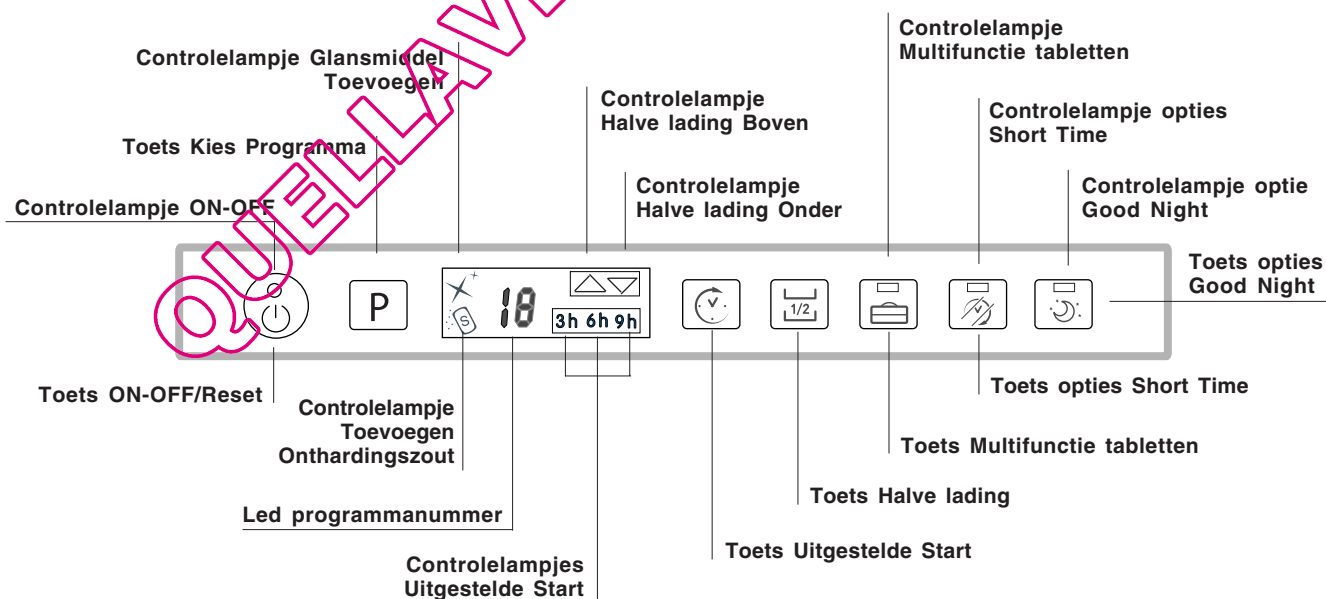 Controlelampje
Multifunctie tabletten
Controlelampje Glansmiddel
Toevoegen
Controlelampje
Halve lading Boven
Controlelampje opties
Short Time
Toets Kies Programma
Controlelampje
Halve lading Onder
Controlelampje optie
Good Night
Controlelampje ON-OFF
Toets opties
Good Night
P
S
18
3h 6h 9h
1/2
Toets ON-OFF/Reset
Controlelampje
Toevoegen
Onthardingszout
Toets opties Short Time
Toets Multifunctie tabletten
Toets Halve lading
Led programmanummer
Toets Uitgestelde Start
Controlelampjes
Uitgestelde Start
QUELLAV